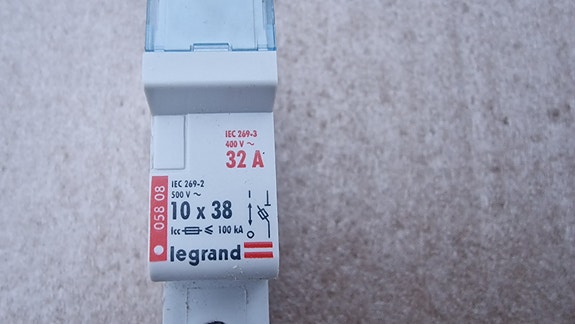 IEC 269-3
400 V ~
32 A
058 08
IEC 269-2
500 V ~
10 x 38
Icc ≤ 100 kA
legrand